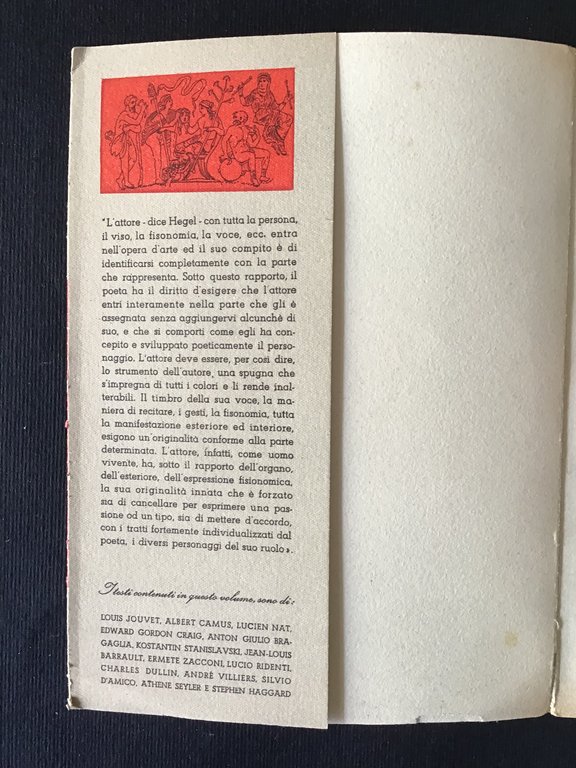 "L'attore - dice Hegel - con tutta la persona,
il viso, la fisonomia, la voce, ecc. entra
nell'opera d'arte ed il suo compito è di
identificarsi completamente con la parte
che rappresenta. Sotto questo rapporto, il
poeta ha il diritto d'esigere che l'attore
entri interamente nella parte che gli è
assegnata senza aggiungervi alcunchè di
suo, e che si comporti come egli ha con-
cepito e sviluppato poeticamente il perso-
naggio. L'attore deve essere, per così dire,
lo strumento dell'autore, una spugna che
s'impregna di tutti i colori e li rende inal-
terabili. Il timbro della sua voce, la ma-
niera di recitare, i gesti, la fisonomia, tutta
la manifestazione esteriore ed interiore,
esigono un'originalità conforme alla parte
determinata. L'attore, infatti, come uomo
vivente, ha, sotto il rapporto dell'organo,
dell'esteriore, dell'espressione fisionomica,
la sua originalità innata che è forzato
sia di cancellare per esprimere una pas-
sione od un tipo, sia di mettere d'accordo,
con i tratti fortemente individualizzati dal
poeta, i diversi personaggi del suo ruolo».
I testi contenuti in questo volume, sono di:
LOUIS JOUVET, ALBERT CAMUS, LUCIEN NAT,
EDWARD GORDON CRAIG, ANTON GIULIO BRA-
GAGLIA, KOSTANTIN STANISLAVSKI, JEAN-LOUIS
BARRAULT, ERMETE ZACCONI, LUCIO RIDENTI,
CHARLES DULLIN, ANDRÉ VILLIERS, SILVIO
D'AMICO, ATHENE SEYLER E STEPHEN HAGGARD